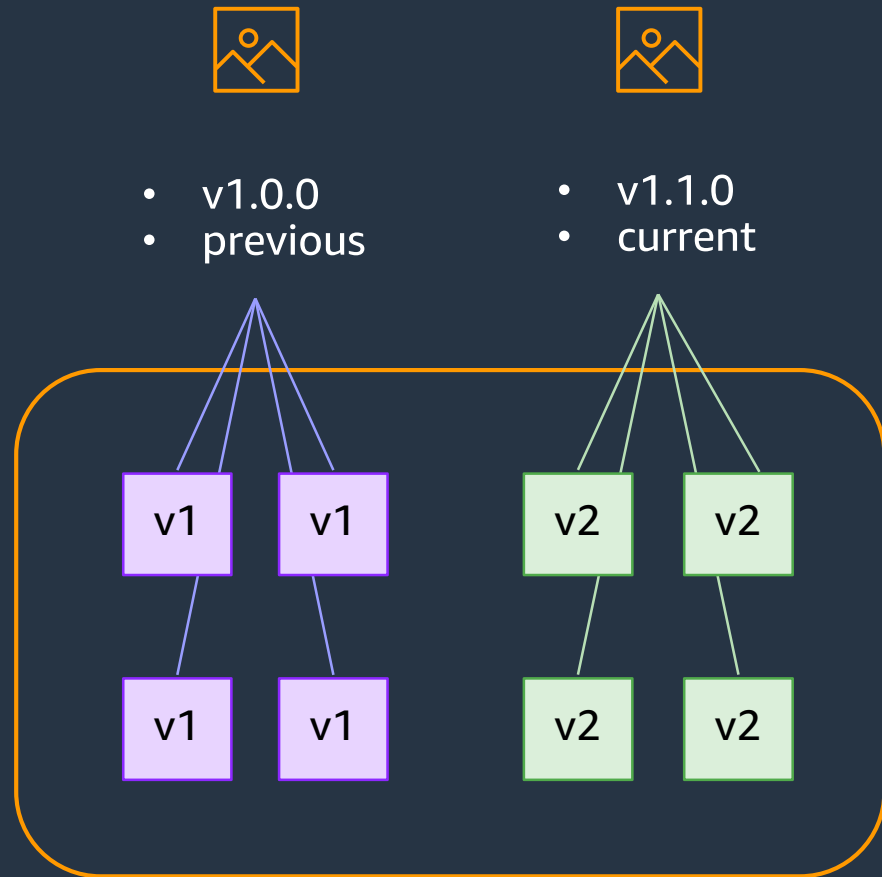 • v1.0.0
• previous
• v1.1.0
• current
v1 v1 v2 v2
v1 v1 v2 v2